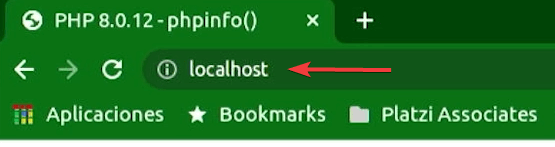 PHP 8.0.12 - phpinfo()
localhost
Aplicaciones Bookmarks Platzi Associates